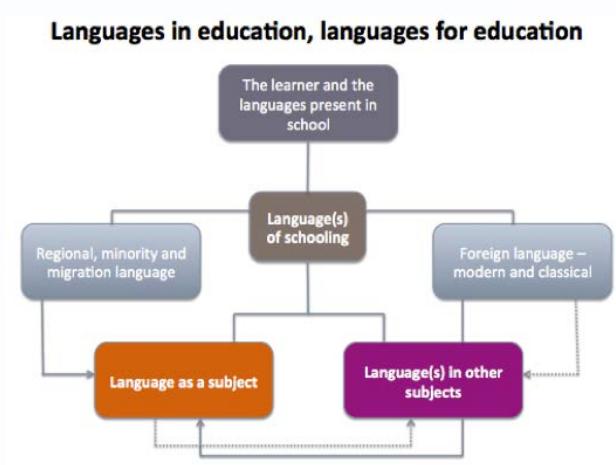 Languages in education, languages for education
The learner and the
languages present in
school
Language(s)
of schooling
Regional, minority and
migration language
Foreign language –
modern and classical
Language as a subject
Language(s) in other
subjects